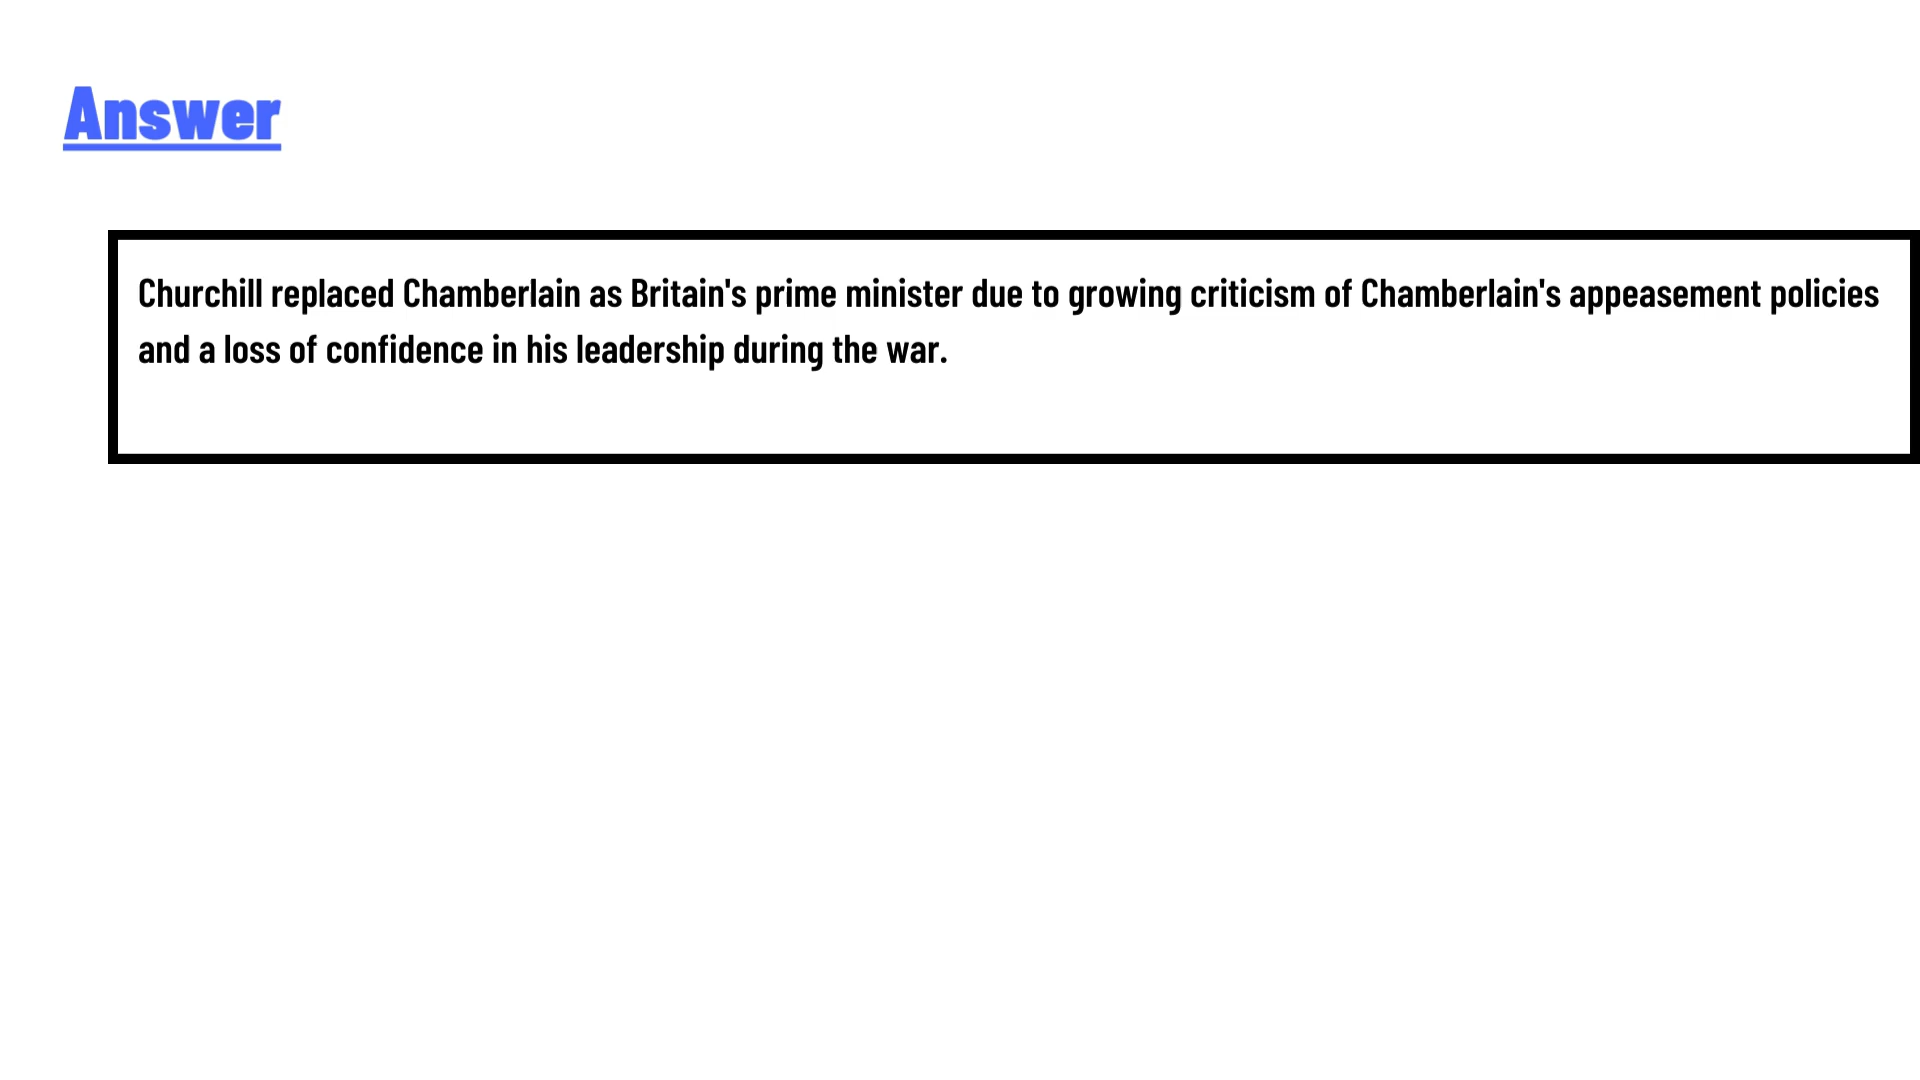 Answer
Churchill replaced Chamberlain as Britain's prime minister due to growing criticism of Chamberlain's appeasement policies
and a loss of confidence in his leadership during the war.